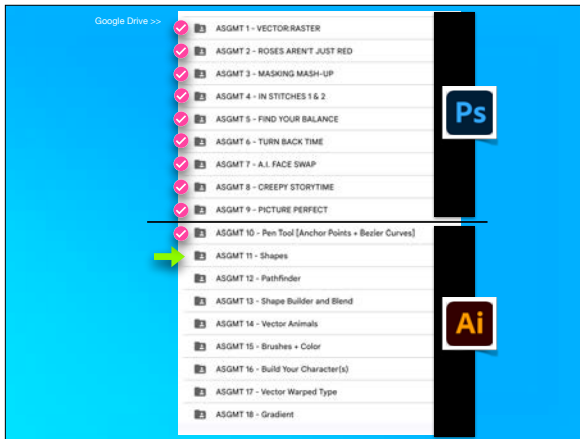 Google Drive >>
ASGMT 1 - VECTOR:RASTER
ASGMT 2 - ROSES AREN'T JUST RED
ASGMT 3 - MASKING MASH-UP
ASGMT 4 - IN STITCHES 1 & 2
ASGMT 5 - FIND YOUR BALANCE
ASGMT 6 - TURN BACK TIME
ASGMT 7 - A.I. FACE SWAP
ASGMT 8 - CREEPY STORYTIME
ASGMT 9 - PICTURE PERFECT
Ps
ASGMT 10 - Pen Tool [Anchor Points + Bezier Curves]
ASGMT 11 - Shapes
ASGMT 12 - Pathfinder
ASGMT 13 - Shape Builder and Blend
ASGMT 14 - Vector Animals
ASGMT 15 - Brushes + Color
ASGMT 16 - Build Your Character(s)
ASGMT 17 - Vector Warped Type
ASGMT 18 - Gradient
Ai